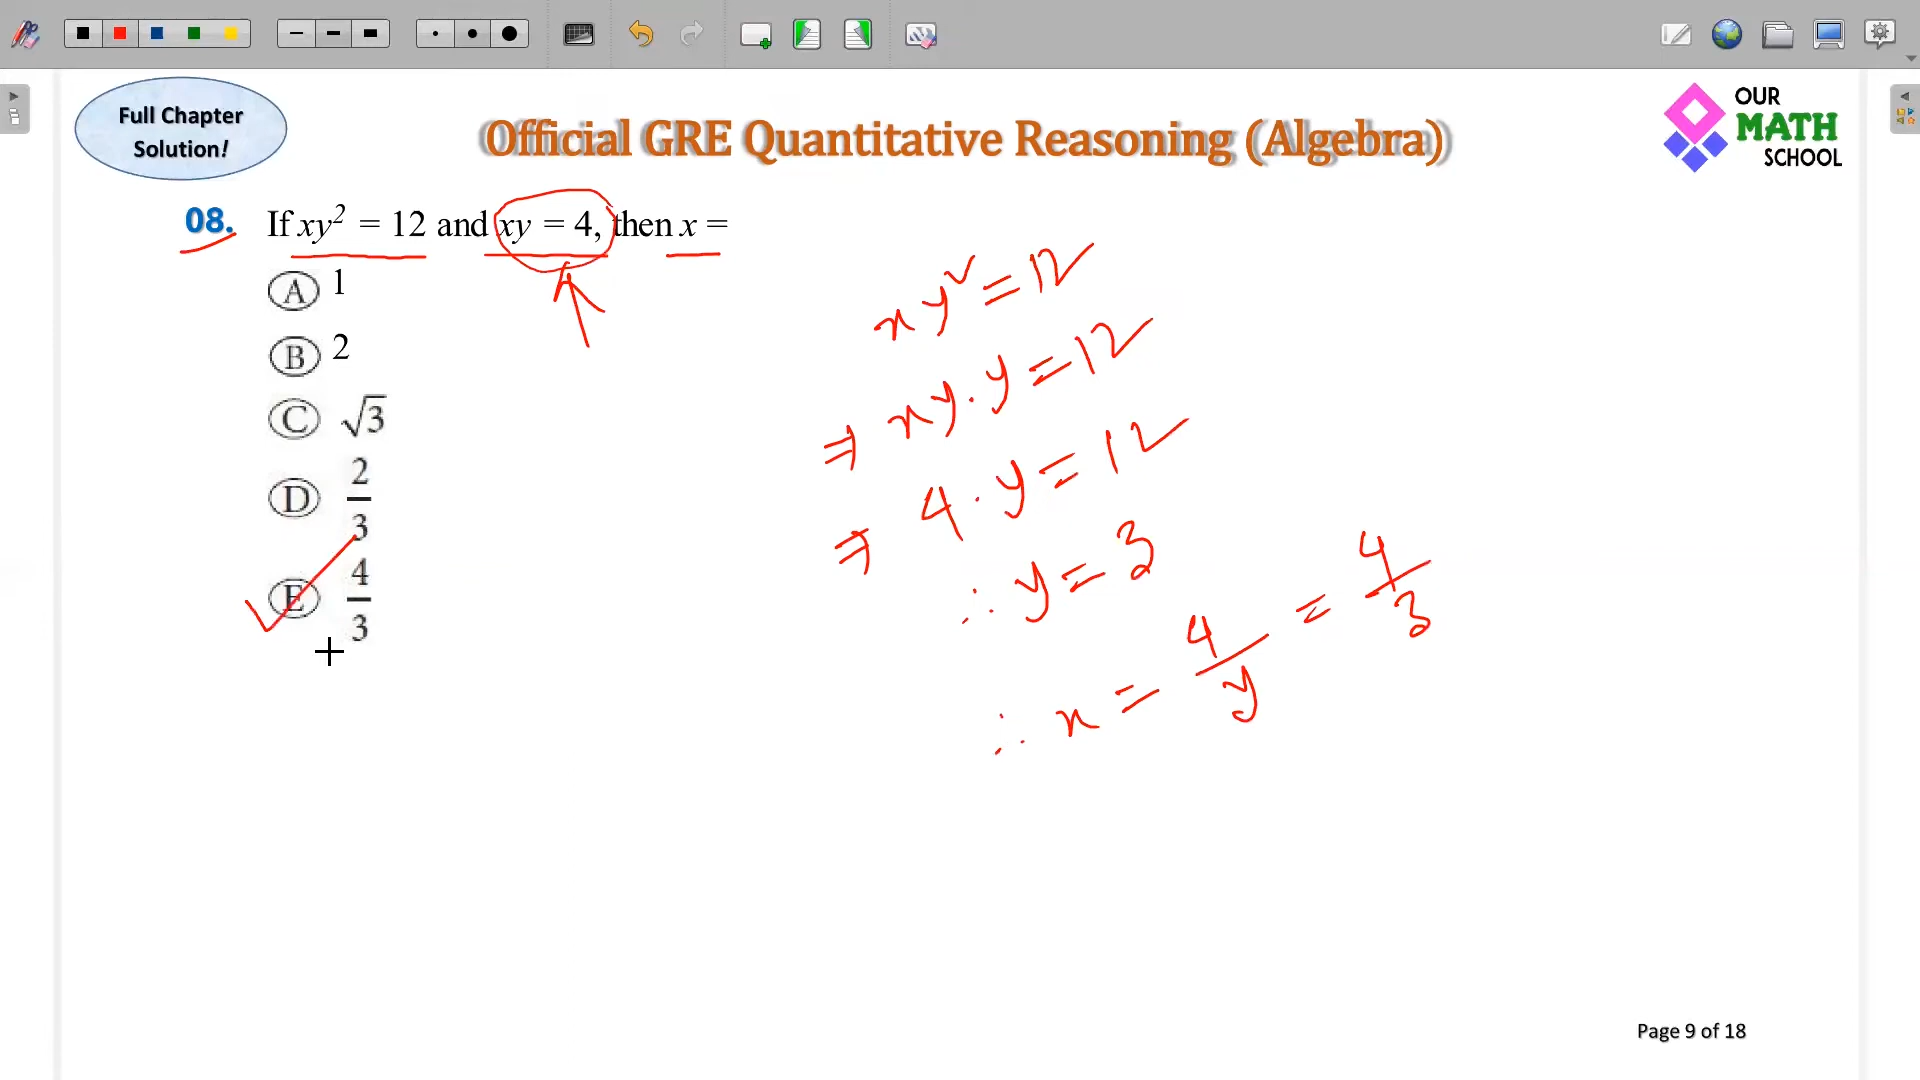 Full Chapter
Solution!
Official GRE Quantitative Reasoning (Algebra)
OUR
MATH
SCHOOL
08. If xy² = 12 and xy = 4, then x =
A 1
B 2
C √3
D 2/3
E 4/3
xy² = 12
⇒ xy · y = 12
⇒ 4 · y = 12
∴ y = 3
∴ x = 4/y = 4/3
Page 9 of 18